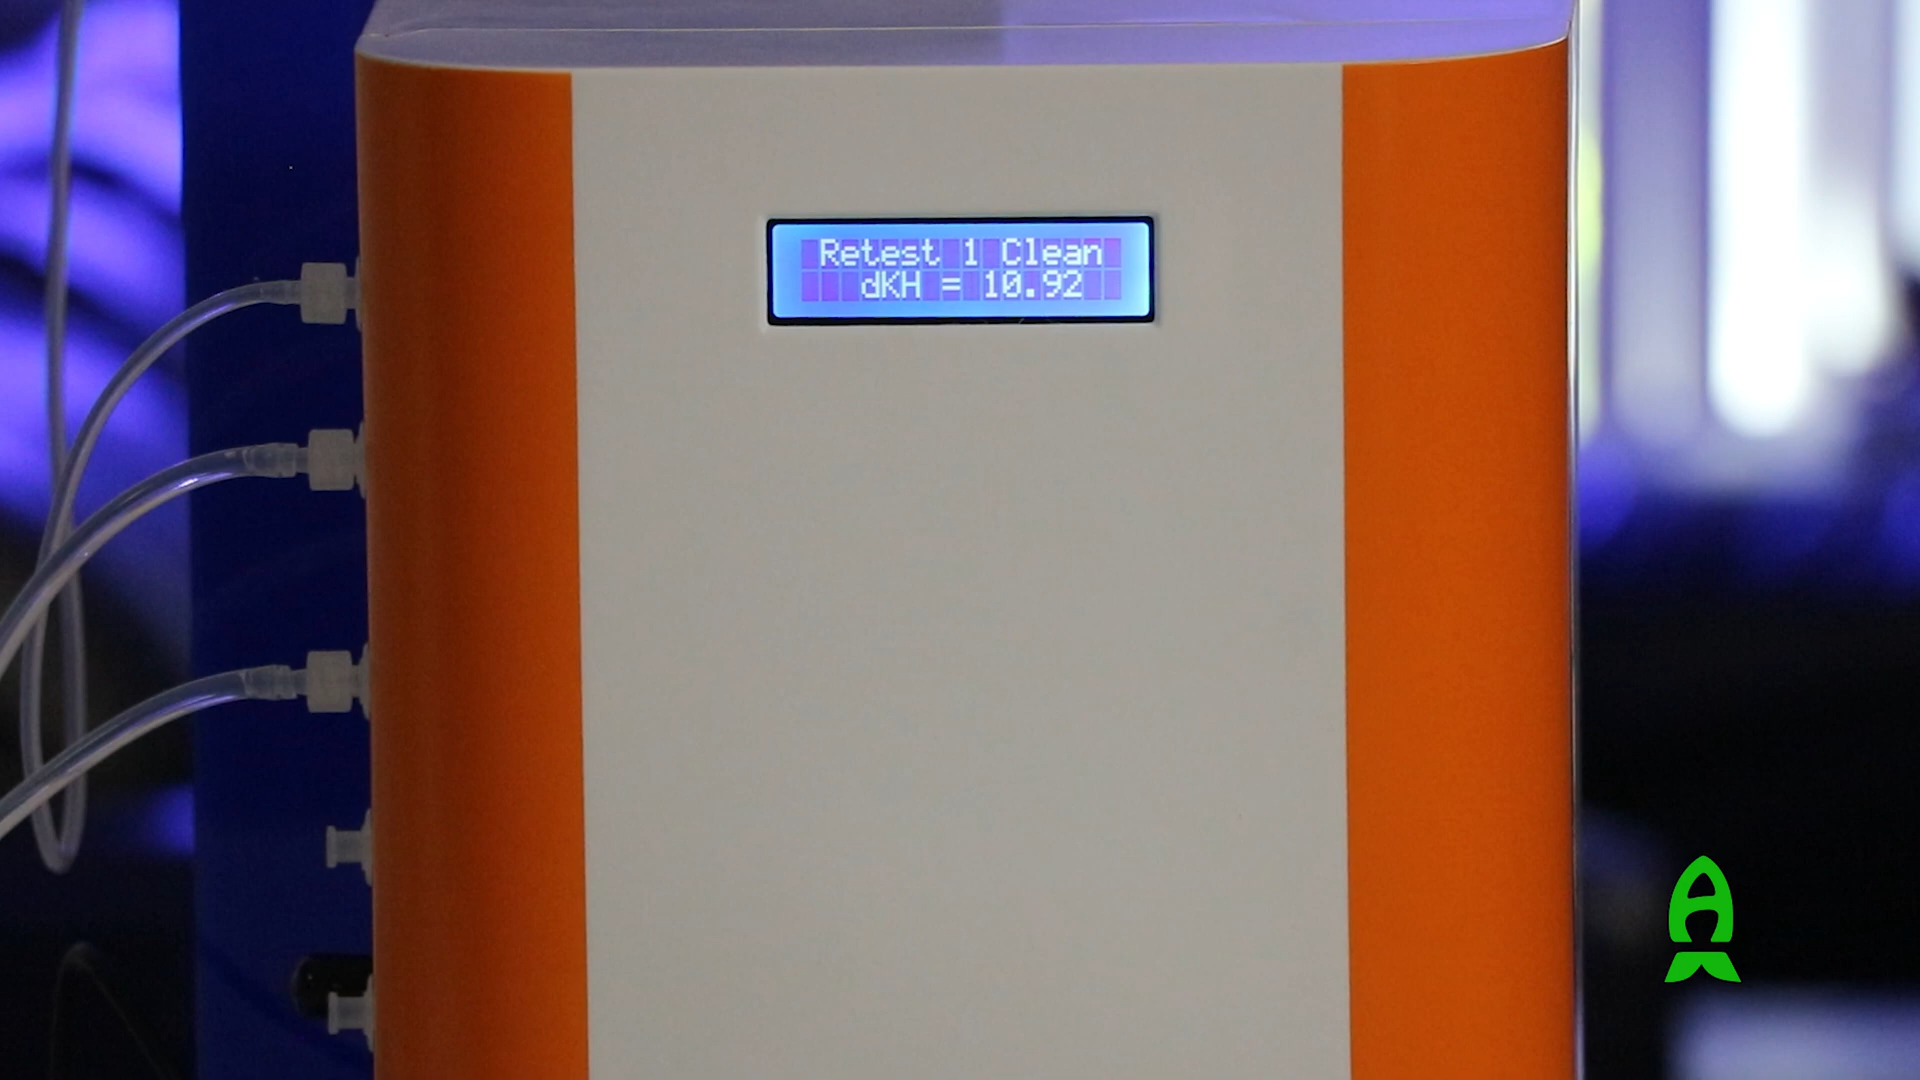 Retest 1 Clean
dKH = 10.92